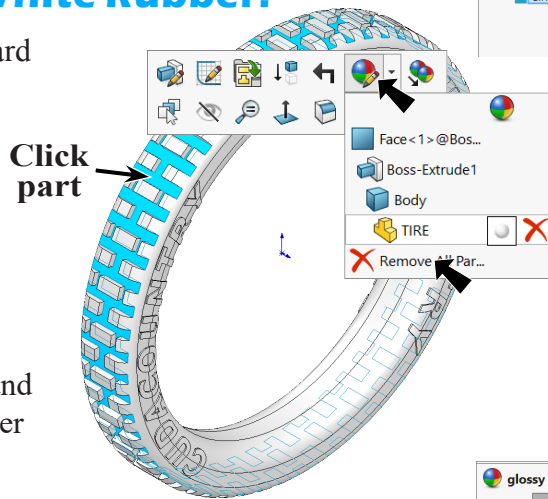 White Rubber.
ard
Click
part
Face<1>@Bos...
Boss-Extrude1
Body
TIRE
Remove All Par...
nd
er
glossy